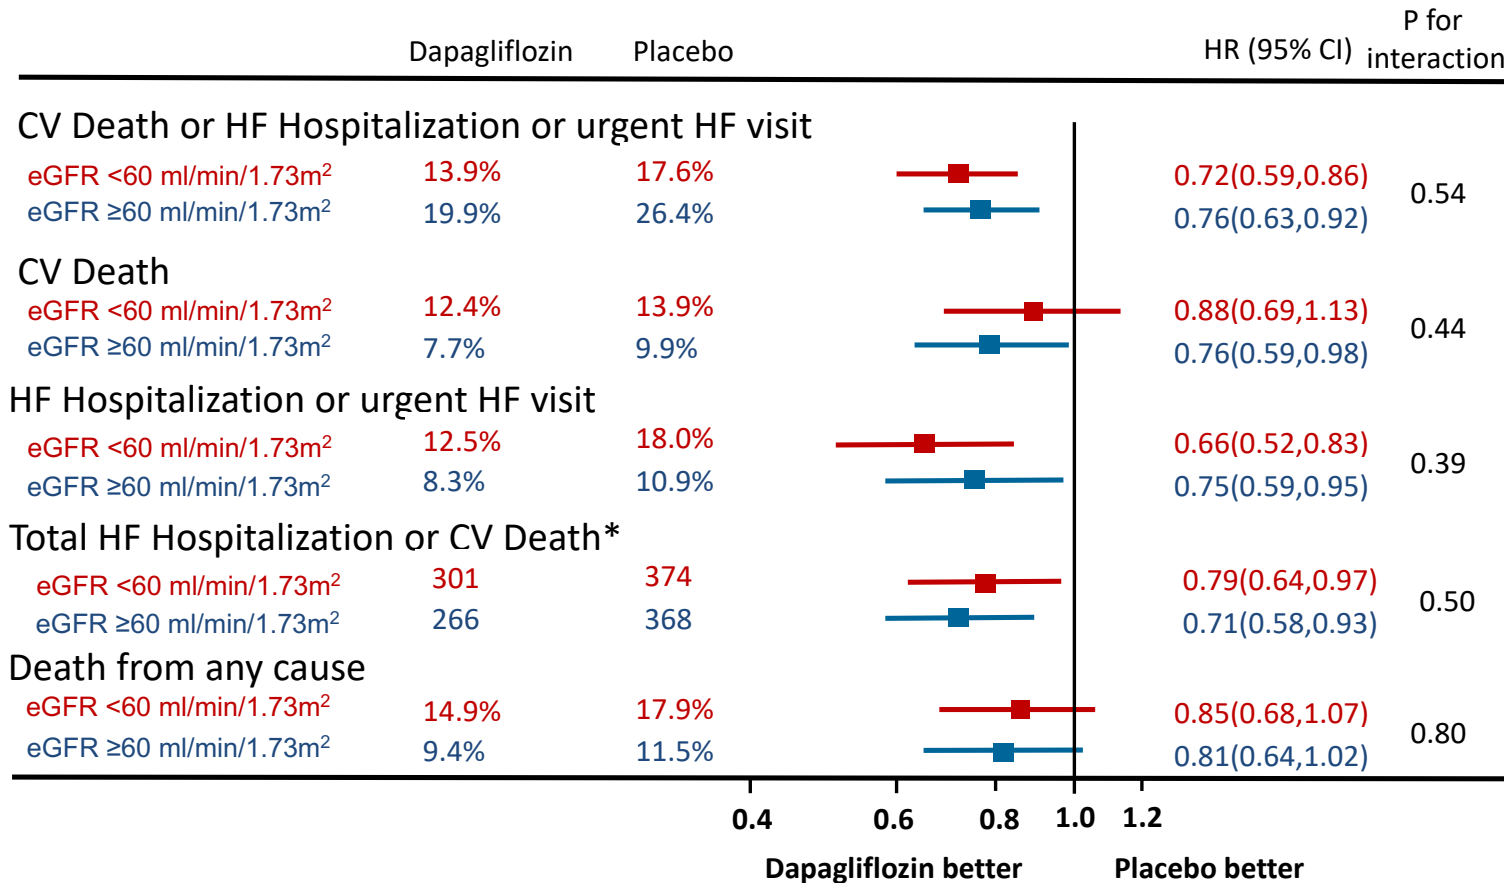 Dapagliflozin Placebo HR (95% CI) P for interaction
CV Death or HF Hospitalization or urgent HF visit
eGFR <60 ml/min/1.73m² 13.9% 17.6% 0.72(0.59,0.86) 0.54
eGFR ≥60 ml/min/1.73m² 19.9% 26.4% 0.76(0.63,0.92)
CV Death
eGFR <60 ml/min/1.73m² 12.4% 13.9% 0.88(0.69,1.13) 0.44
eGFR ≥60 ml/min/1.73m² 7.7% 9.9% 0.76(0.59,0.98)
HF Hospitalization or urgent HF visit
eGFR <60 ml/min/1.73m² 12.5% 18.0% 0.66(0.52,0.83) 0.39
eGFR ≥60 ml/min/1.73m² 8.3% 10.9% 0.75(0.59,0.95)
Total HF Hospitalization or CV Death*
eGFR <60 ml/min/1.73m² 301 374 0.79(0.64,0.97) 0.50
eGFR ≥60 ml/min/1.73m² 266 368 0.71(0.58,0.93)
Death from any cause
eGFR <60 ml/min/1.73m² 14.9% 17.9% 0.85(0.68,1.07) 0.80
eGFR ≥60 ml/min/1.73m² 9.4% 11.5% 0.81(0.64,1.02)
0.4 0.6 0.8 1.0 1.2
Dapagliflozin better Placebo better